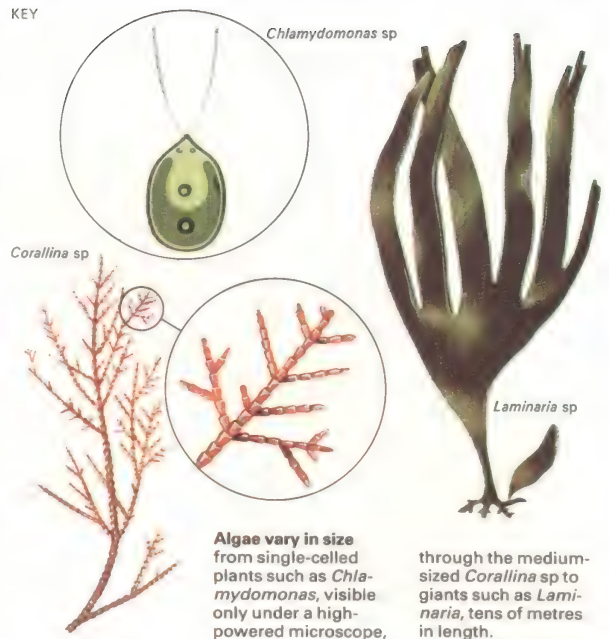 KEY
Chlamydomonas sp
Corallina sp
Laminaria sp
Algae vary in size
from single-celled
plants such as Chla-
mydomonas, visible
only under a high-
powered microscope,
through the medium-
sized Corallina sp to
giants such as Lami-
naria, tens of metres
in length.